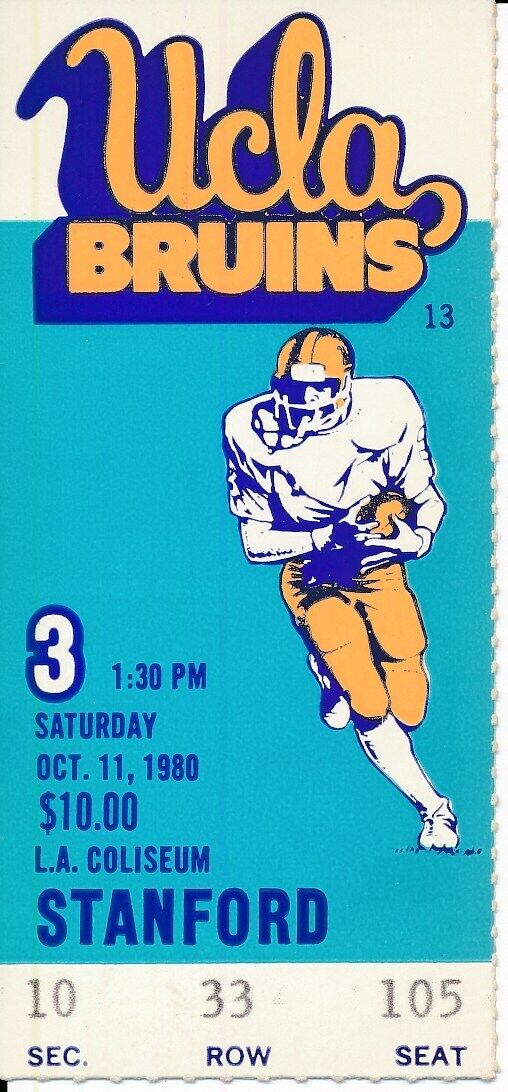 Ucla
BRUINS
13
3 1:30 PM
SATURDAY
OCT. 11, 1980
$10.00
L.A. COLISEUM
STANFORD
10 33 105
SEC. ROW SEAT